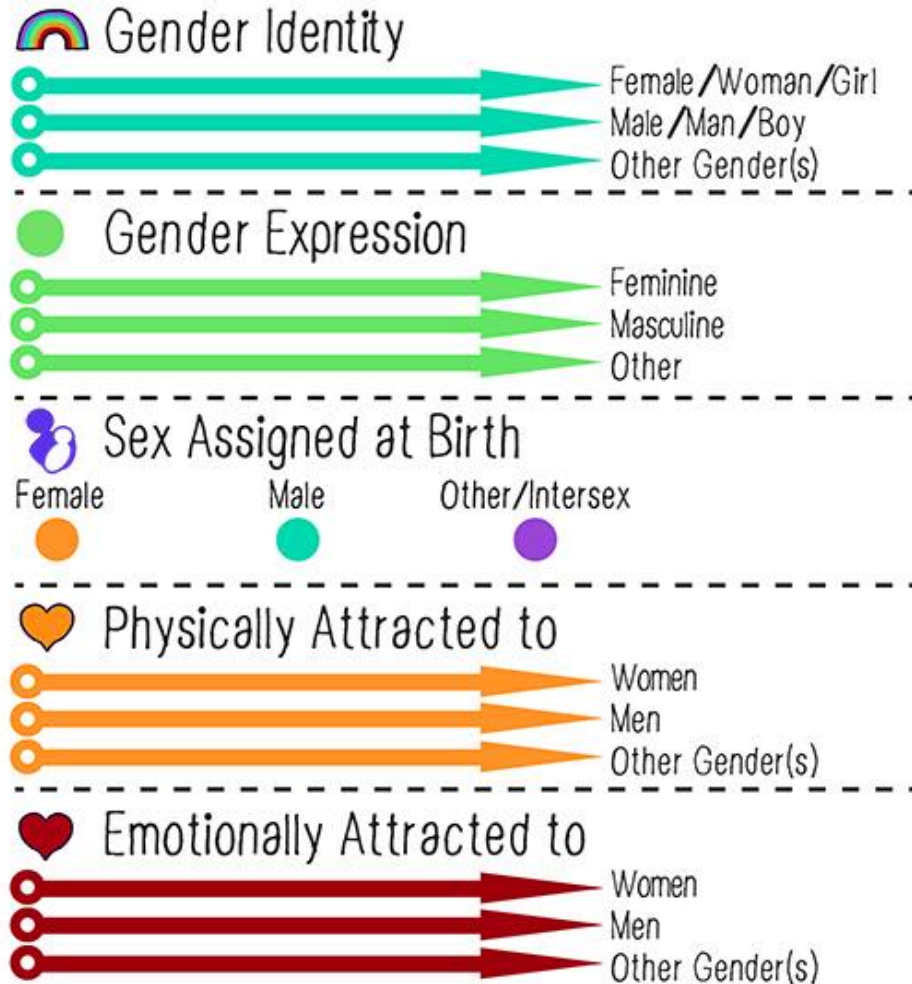 Gender Identity
Female/Woman/Girl
Male/Man/Boy
Other Gender(s)
Gender Expression
Feminine
Masculine
Other
Sex Assigned at Birth
Female Male Other/Intersex
Physically Attracted to
Women
Men
Other Gender(s)
Emotionally Attracted to
Women
Men
Other Gender(s)